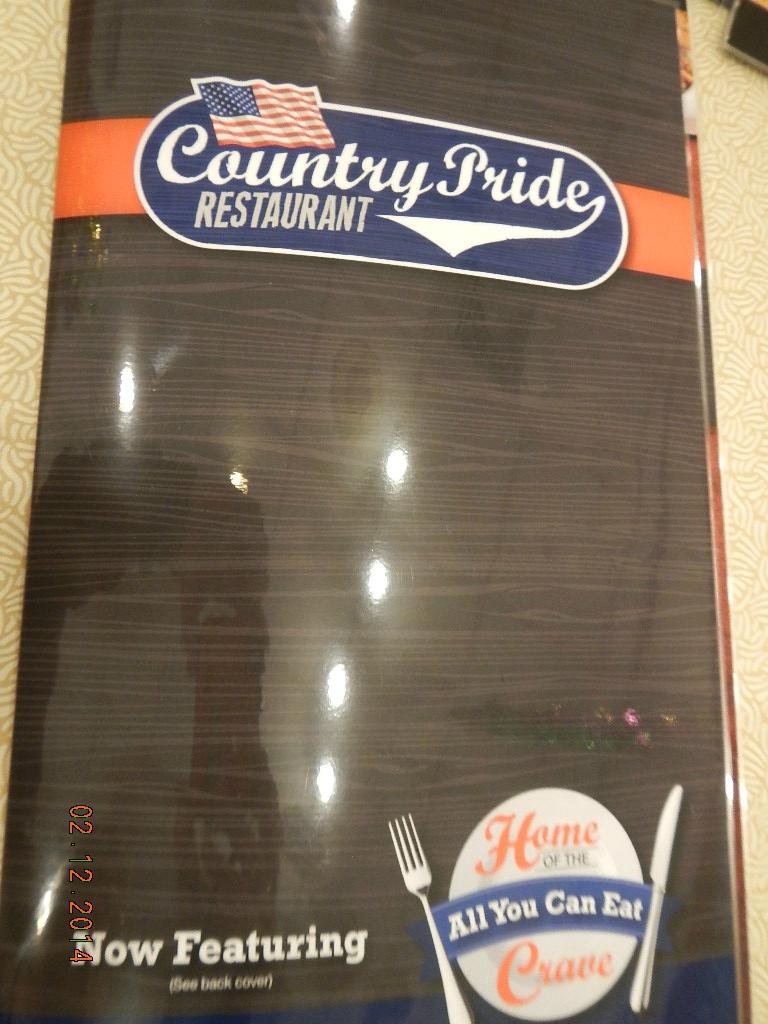 Country Pride
RESTAURANT
Home
OF THE
All You Can Eat
Crave
Now Featuring
(See back cover)
02.12.2014